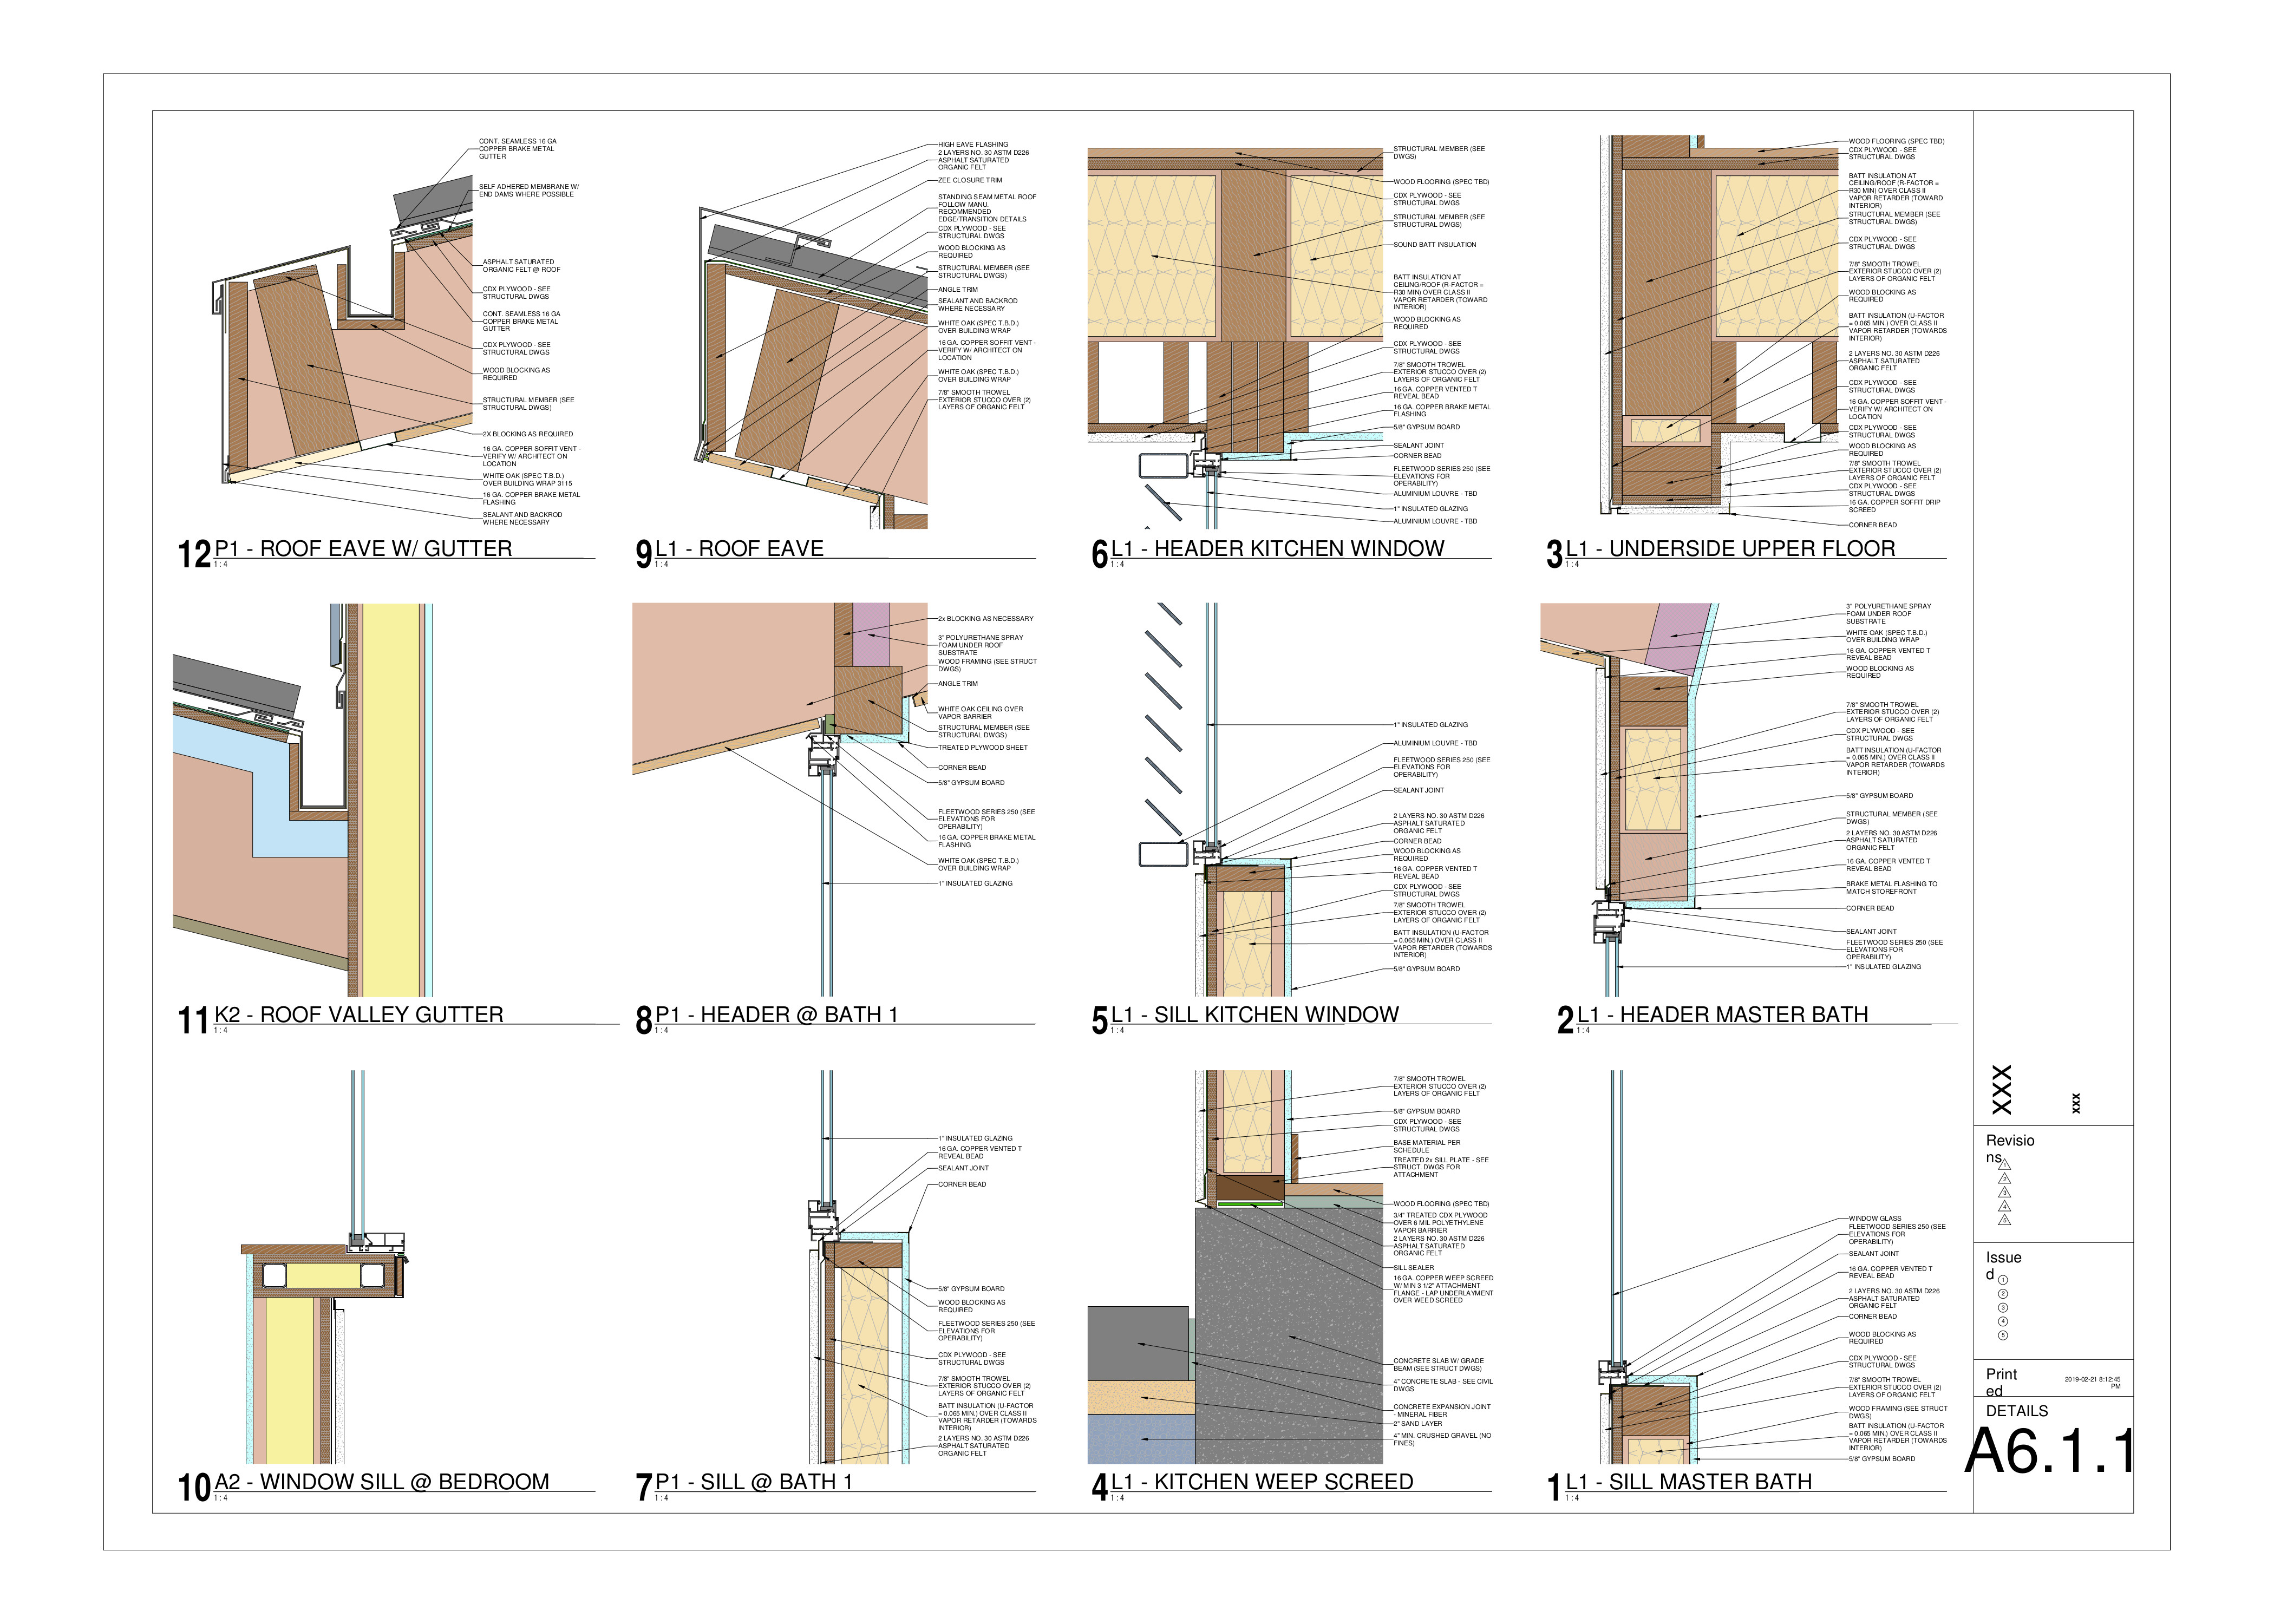 CONT. SEAMLESS 16 GA
COPPER BRAKE METAL
GUTTER
SELF ADHERED MEMBRANE W/
END DAMS WHERE POSSIBLE
ASPHALT SATURATED
ORGANIC FELT @ ROOF
CDX PLYWOOD - SEE
STRUCTURAL DWGS
CONT. SEAMLESS 16 GA
COPPER BRAKE METAL
GUTTER
CDX PLYWOOD - SEE
STRUCTURAL DWGS
WOOD BLOCKING AS
REQUIRED
STRUCTURAL MEMBER (SEE
STRUCTURAL DWGS)
2X BLOCKING AS REQUIRED
16 GA. COPPER SOFFIT VENT -
VERIFY W/ ARCHITECT ON
LOCATION
WHITE OAK (SPEC T.B.D.)
OVER BUILDING WRAP 3115
16 GA. COPPER BRAKE METAL
FLASHING
SEALANT AND BACKROD
WHERE NECESSARY
12 P1 - ROOF EAVE W/ GUTTER
1 : 4
HIGH EAVE FLASHING
2 LAYERS NO. 30 ASTM D226
ASPHALT SATURATED
ORGANIC FELT
ZEE CLOSURE TRIM
STANDING SEAM METAL ROOF
FOLLOW MANU.
RECOMMENDED
EDGE/TRANSITION DETAILS
CDX PLYWOOD - SEE
STRUCTURAL DWGS
WOOD BLOCKING AS
REQUIRED
STRUCTURAL MEMBER (SEE
STRUCTURAL DWGS)
ANGLE TRIM
SEALANT AND BACKROD
WHERE NECESSARY
WHITE OAK (SPEC T.B.D.)
OVER BUILDING WRAP
16 GA. COPPER SOFFIT VENT -
VERIFY W/ ARCHITECT ON
LOCATION
WHITE OAK (SPEC T.B.D.)
OVER BUILDING WRAP
7/8" SMOOTH TROWEL
EXTERIOR STUCCO OVER (2)
LAYERS OF ORGANIC FELT
9 L1 - ROOF EAVE
1 : 4
STRUCTURAL MEMBER (SEE
DWGS)
WOOD FLOORING (SPEC TBD)
CDX PLYWOOD - SEE
STRUCTURAL DWGS
STRUCTURAL MEMBER (SEE
STRUCTURAL DWGS)
SOUND BATT INSULATION
BATT INSULATION AT
CEILING/ROOF (R-FACTOR =
R30 MIN) OVER CLASS II
VAPOR RETARDER (TOWARD
INTERIOR)
WOOD BLOCKING AS
REQUIRED
CDX PLYWOOD - SEE
STRUCTURAL DWGS
7/8" SMOOTH TROWEL
EXTERIOR STUCCO OVER (2)
LAYERS OF ORGANIC FELT
16 GA. COPPER VENTED T
REVEAL BEAD
16 GA. COPPER BRAKE METAL
FLASHING
5/8" GYPSUM BOARD
SEALANT JOINT
CORNER BEAD
FLEETWOOD SERIES 250 (SEE
ELEVATIONS FOR
OPERABILITY)
ALUMINIUM LOUVRE - TBD
1" INSULATED GLAZING
ALUMINIUM LOUVRE - TBD
6 L1 - HEADER KITCHEN WINDOW
1 : 4
WOOD FLOORING (SPEC TBD)
CDX PLYWOOD - SEE
STRUCTURAL DWGS
BATT INSULATION AT
CEILING/ROOF (R-FACTOR =
R30 MIN) OVER CLASS II
VAPOR RETARDER (TOWARD
INTERIOR)
STRUCTURAL MEMBER (SEE
STRUCTURAL DWGS)
CDX PLYWOOD - SEE
STRUCTURAL DWGS
7/8" SMOOTH TROWEL
EXTERIOR STUCCO OVER (2)
LAYERS OF ORGANIC FELT
WOOD BLOCKING AS
REQUIRED
BATT INSULATION (U-FACTOR
= 0.065 MIN.) OVER CLASS II
VAPOR RETARDER (TOWARDS
INTERIOR)
2 LAYERS NO. 30 ASTM D226
ASPHALT SATURATED
ORGANIC FELT
CDX PLYWOOD - SEE
STRUCTURAL DWGS
16 GA. COPPER SOFFIT VENT -
VERIFY W/ ARCHITECT ON
LOCATION
CDX PLYWOOD - SEE
STRUCTURAL DWGS
WOOD BLOCKING AS
REQUIRED
7/8" SMOOTH TROWEL
EXTERIOR STUCCO OVER (2)
LAYERS OF ORGANIC FELT
CDX PLYWOOD - SEE
STRUCTURAL DWGS
16 GA. COPPER SOFFIT DRIP
SCREED
CORNER BEAD
3 L1 - UNDERSIDE UPPER FLOOR
1 : 4
11 K2 - ROOF VALLEY GUTTER
1 : 4
2x BLOCKING AS NECESSARY
3" POLYURETHANE SPRAY
FOAM UNDER ROOF
SUBSTRATE
WOOD FRAMING (SEE STRUCT
DWGS)
ANGLE TRIM
WHITE OAK CEILING OVER
VAPOR BARRIER
STRUCTURAL MEMBER (SEE
STRUCTURAL DWGS)
TREATED PLYWOOD SHEET
CORNER BEAD
5/8" GYPSUM BOARD
FLEETWOOD SERIES 250 (SEE
ELEVATIONS FOR
OPERABILITY)
16 GA. COPPER BRAKE METAL
FLASHING
WHITE OAK (SPEC T.B.D.)
OVER BUILDING WRAP
1" INSULATED GLAZING
8 P1 - HEADER @ BATH 1
1 : 4
1" INSULATED GLAZING
ALUMINIUM LOUVRE - TBD
FLEETWOOD SERIES 250 (SEE
ELEVATIONS FOR
OPERABILITY)
SEALANT JOINT
2 LAYERS NO. 30 ASTM D226
ASPHALT SATURATED
ORGANIC FELT
CORNER BEAD
WOOD BLOCKING AS
REQUIRED
16 GA. COPPER VENTED T
REVEAL BEAD
CDX PLYWOOD - SEE
STRUCTURAL DWGS
7/8" SMOOTH TROWEL
EXTERIOR STUCCO OVER (2)
LAYERS OF ORGANIC FELT
BATT INSULATION (U-FACTOR
= 0.065 MIN.) OVER CLASS II
VAPOR RETARDER (TOWARDS
INTERIOR)
5/8" GYPSUM BOARD
5 L1 - SILL KITCHEN WINDOW
1 : 4
3" POLYURETHANE SPRAY
FOAM UNDER ROOF
SUBSTRATE
WHITE OAK (SPEC T.B.D.)
OVER BUILDING WRAP
16 GA. COPPER VENTED T
REVEAL BEAD
WOOD BLOCKING AS
REQUIRED
7/8" SMOOTH TROWEL
EXTERIOR STUCCO OVER (2)
LAYERS OF ORGANIC FELT
CDX PLYWOOD - SEE
STRUCTURAL DWGS
BATT INSULATION (U-FACTOR
= 0.065 MIN.) OVER CLASS II
VAPOR RETARDER (TOWARDS
INTERIOR)
5/8" GYPSUM BOARD
STRUCTURAL MEMBER (SEE
DWGS)
2 LAYERS NO. 30 ASTM D226
ASPHALT SATURATED
ORGANIC FELT
16 GA. COPPER VENTED T
REVEAL BEAD
BRAKE METAL FLASHING TO
MATCH STOREFRONT
CORNER BEAD
SEALANT JOINT
FLEETWOOD SERIES 250 (SEE
ELEVATIONS FOR
OPERABILITY)
1" INSULATED GLAZING
2 L1 - HEADER MASTER BATH
1 : 4
10 A2 - WINDOW SILL @ BEDROOM
1 : 4
1" INSULATED GLAZING
16 GA. COPPER VENTED T
REVEAL BEAD
SEALANT JOINT
CORNER BEAD
5/8" GYPSUM BOARD
WOOD BLOCKING AS
REQUIRED
FLEETWOOD SERIES 250 (SEE
ELEVATIONS FOR
OPERABILITY)
CDX PLYWOOD - SEE
STRUCTURAL DWGS
7/8" SMOOTH TROWEL
EXTERIOR STUCCO OVER (2)
LAYERS OF ORGANIC FELT
BATT INSULATION (U-FACTOR
= 0.065 MIN.) OVER CLASS II
VAPOR RETARDER (TOWARDS
INTERIOR)
2 LAYERS NO. 30 ASTM D226
ASPHALT SATURATED
ORGANIC FELT
7 P1 - SILL @ BATH 1
1 : 4
7/8" SMOOTH TROWEL
EXTERIOR STUCCO OVER (2)
LAYERS OF ORGANIC FELT
5/8" GYPSUM BOARD
CDX PLYWOOD - SEE
STRUCTURAL DWGS
BASE MATERIAL PER
SCHEDULE
TREATED 2x SILL PLATE - SEE
STRUCT. DWGS FOR
ATTACHMENT
WOOD FLOORING (SPEC TBD)
3/4" TREATED CDX PLYWOOD
OVER 6 MIL POLYETHYLENE
VAPOR BARRIER
2 LAYERS NO. 30 ASTM D226
ASPHALT SATURATED
ORGANIC FELT
SILL SEALER
16 GA. COPPER WEEP SCREED
W/ MIN 3 1/2" ATTACHMENT
FLANGE - LAP UNDERLAYMENT
OVER WEED SCREED
CONCRETE SLAB W/ GRADE
BEAM (SEE STRUCT DWGS)
4" CONCRETE SLAB - SEE CIVIL
DWGS
CONCRETE EXPANSION JOINT
- MINERAL FIBER
2" SAND LAYER
4" MIN. CRUSHED GRAVEL (NO
FINES)
4 L1 - KITCHEN WEEP SCREED
1 : 4
WINDOW GLASS
FLEETWOOD SERIES 250 (SEE
ELEVATIONS FOR
OPERABILITY)
SEALANT JOINT
16 GA. COPPER VENTED T
REVEAL BEAD
2 LAYERS NO. 30 ASTM D226
ASPHALT SATURATED
ORGANIC FELT
CORNER BEAD
WOOD BLOCKING AS
REQUIRED
CDX PLYWOOD - SEE
STRUCTURAL DWGS
7/8" SMOOTH TROWEL
EXTERIOR STUCCO OVER (2)
LAYERS OF ORGANIC FELT
WOOD FRAMING (SEE STRUCT
DWGS)
BATT INSULATION (U-FACTOR
= 0.065 MIN.) OVER CLASS II
VAPOR RETARDER (TOWARDS
INTERIOR)
5/8" GYPSUM BOARD
1 L1 - SILL MASTER BATH
1 : 4
XXX
XXX
Revisio
ns
1
2
3
4
5
Issue
d
1
2
3
4
5
Print
ed
2019-02-21 8:12:45
PM
DETAILS
A6.1.1